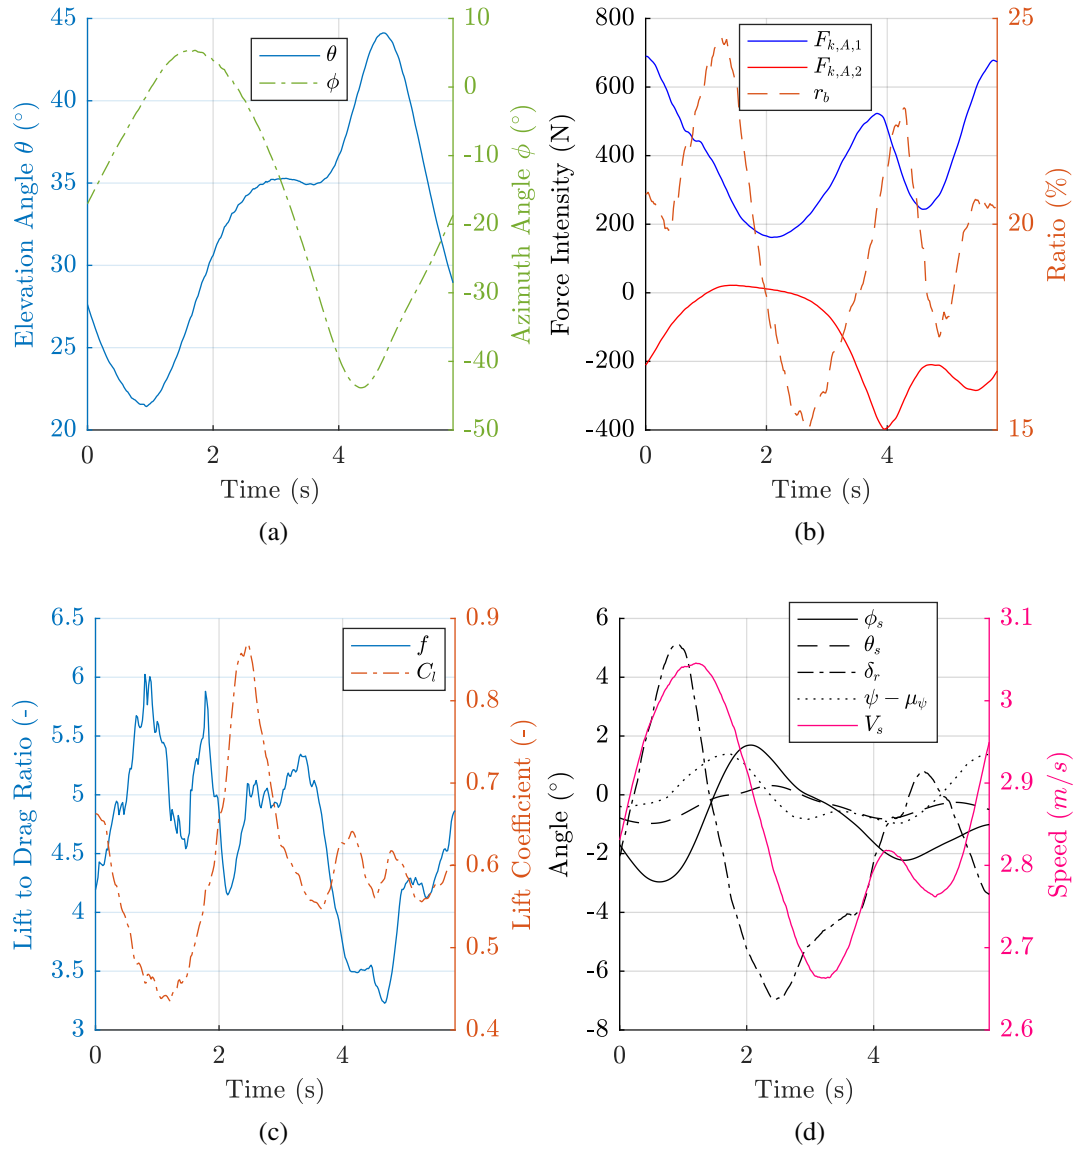 45
40
35
30
25
20
Elevation Angle θ (°)
10
0
-10
-20
-30
-40
-50
Azimuth Angle ϕ (°)
θ
ϕ
0
2
4
Time (s)
(a)
800
600
400
200
0
-200
-400
Force Intensity (N)
25
20
15
Ratio (%)
F_{k,A,1}
F_{k,A,2}
r_b
0
2
4
Time (s)
(b)
6.5
6
5.5
5
4.5
4
3.5
3
Lift to Drag Ratio (-)
0.9
0.8
0.7
0.6
0.5
0.4
Lift Coefficient (-)
f
C_l
0
2
4
Time (s)
(c)
6
4
2
0
-2
-4
-6
-8
Angle (°)
3.1
3
2.9
2.8
2.7
2.6
Speed (m/s)
ϕ_s
θ_s
δ_r
ψ − μ_ψ
V_s
0
2
4
Time (s)
(d)